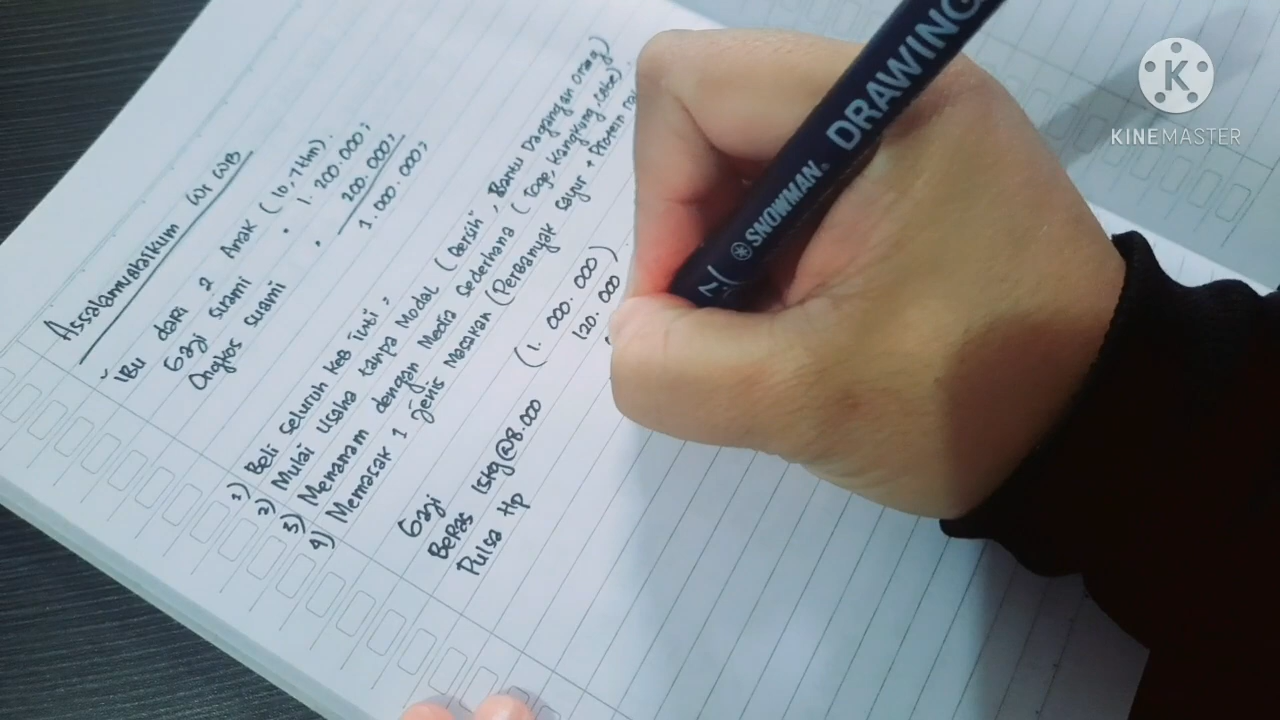 Assalamualaikum Wr WB
IBu dari 2 Anak (10, 7 thn).
Gaji suami . 1. 200.000;
Ongkos suami . 200.000;
1.000.000;
1) Beli seluruh Keb inti;
2) Mulai usaha tanpa Modal (Bersih", Bantu Dagangan orang)
3) Menanam dengan Media Sederhana (Toge, Kangkung, cabe)
4) Memasak 1 Jenis Masakan (Perbanyak sayur + Protein
Gaji (1. 000. 000)
BeRas 15kg@8.000 120. 000
Pulsa Hp
SNOWMAN DRAWING
K
KINEMASTER